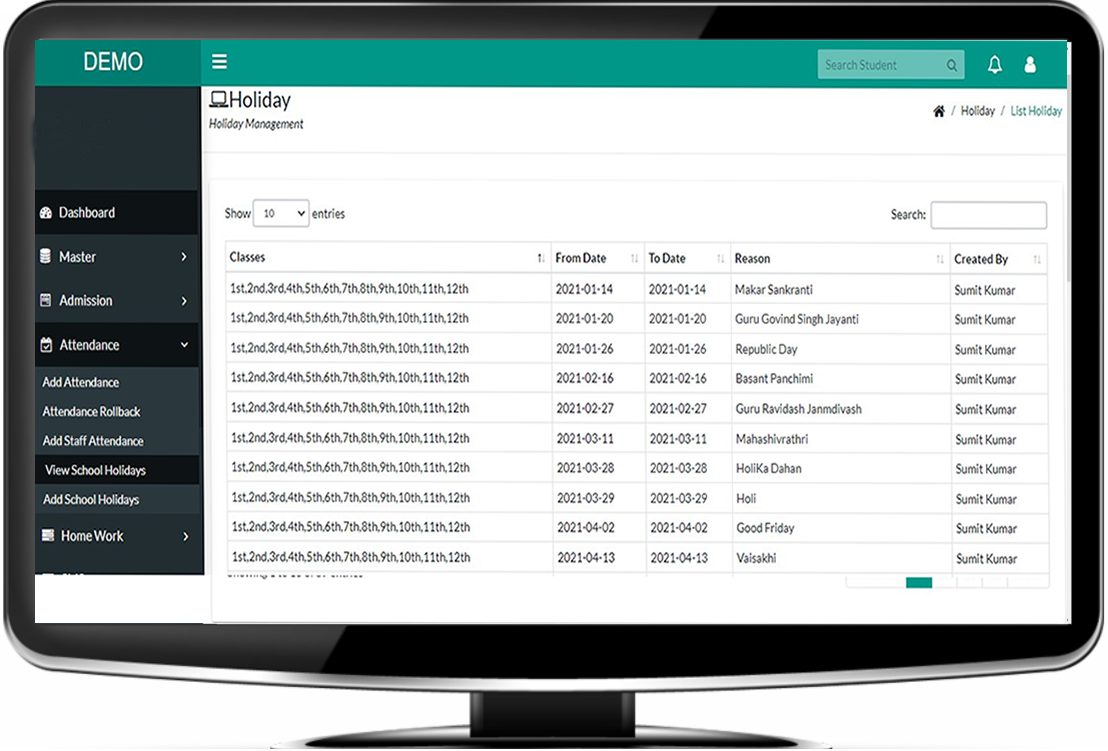 DEMO
Search Student
Holiday
Holiday Management
/ Holiday / List Holiday
Dashboard
Master
Admission
Attendance
Add Attendance
Attendance Rollback
Add Staff Attendance
View School Holidays
Add School Holidays
Home Work
Show 10 entries
Search:
Classes From Date To Date Reason Created By
1st,2nd,3rd,4th,5th,6th,7th,8th,9th,10th,11th,12th 2021-01-14 2021-01-14 Makar Sankranti Sumit Kumar
1st,2nd,3rd,4th,5th,6th,7th,8th,9th,10th,11th,12th 2021-01-20 2021-01-20 Guru Govind Singh Jayanti Sumit Kumar
1st,2nd,3rd,4th,5th,6th,7th,8th,9th,10th,11th,12th 2021-01-26 2021-01-26 Republic Day Sumit Kumar
1st,2nd,3rd,4th,5th,6th,7th,8th,9th,10th,11th,12th 2021-02-16 2021-02-16 Basant Panchimi Sumit Kumar
1st,2nd,3rd,4th,5th,6th,7th,8th,9th,10th,11th,12th 2021-02-27 2021-02-27 Guru Ravidash Janmdivash Sumit Kumar
1st,2nd,3rd,4th,5th,6th,7th,8th,9th,10th,11th,12th 2021-03-11 2021-03-11 Mahashivrathri Sumit Kumar
1st,2nd,3rd,4th,5th,6th,7th,8th,9th,10th,11th,12th 2021-03-28 2021-03-28 HoliKa Dahan Sumit Kumar
1st,2nd,3rd,4th,5th,6th,7th,8th,9th,10th,11th,12th 2021-03-29 2021-03-29 Holi Sumit Kumar
1st,2nd,3rd,4th,5th,6th,7th,8th,9th,10th,11th,12th 2021-04-02 2021-04-02 Good Friday Sumit Kumar
1st,2nd,3rd,4th,5th,6th,7th,8th,9th,10th,11th,12th 2021-04-13 2021-04-13 Vaisakhi Sumit Kumar